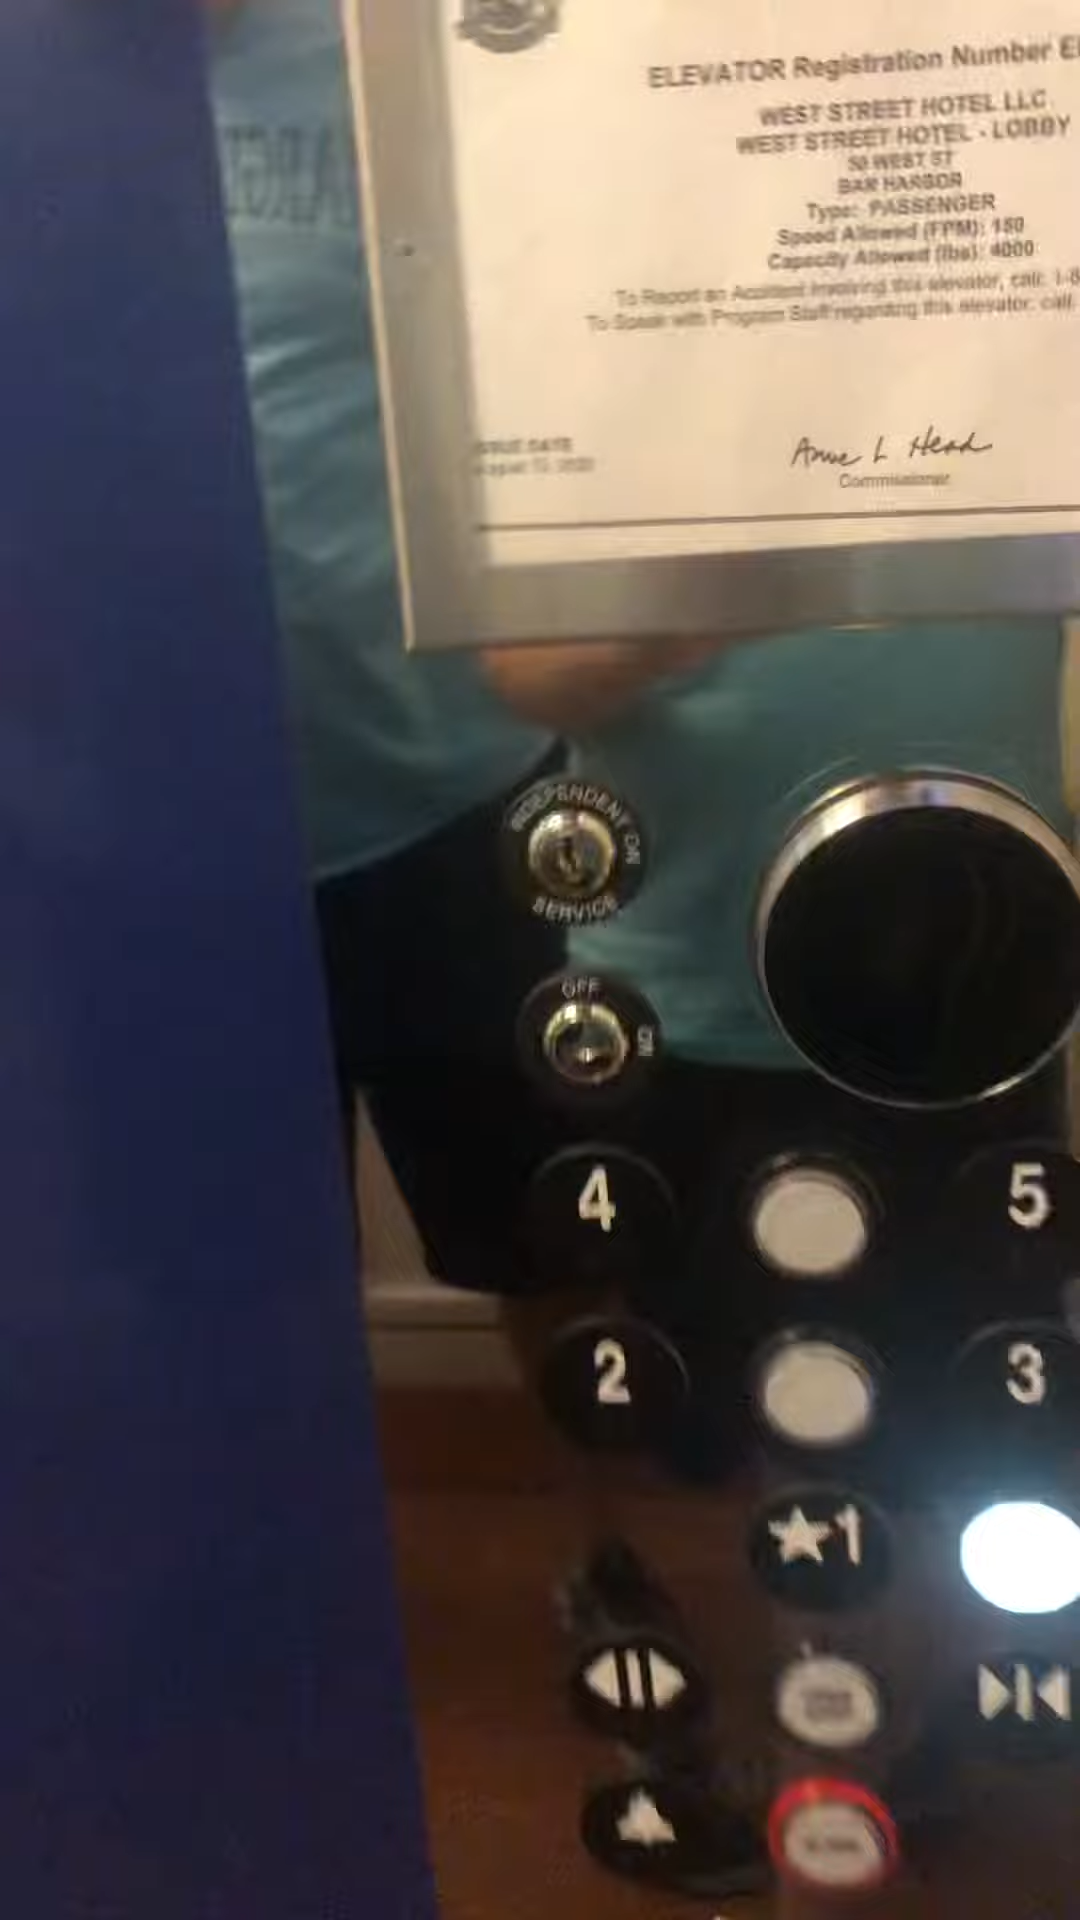 ELEVATOR Registration Number
WEST STREET HOTEL LLC
WEST STREET HOTEL - LOBBY
50 WEST ST
BAR HARBOR
Type: PASSENGER
Speed Allowed (FPM): 150
Capacity Allowed (lbs): 4000
To Report an Accident involving this elevator, call: 1-8
To Speak with Program Staff regarding this elevator, call
ISSUE DATE
August
Anne L Head
Commissioner
INDEPENDENT ON
SERVICE
OFF
ON
4 5
2 3
★1